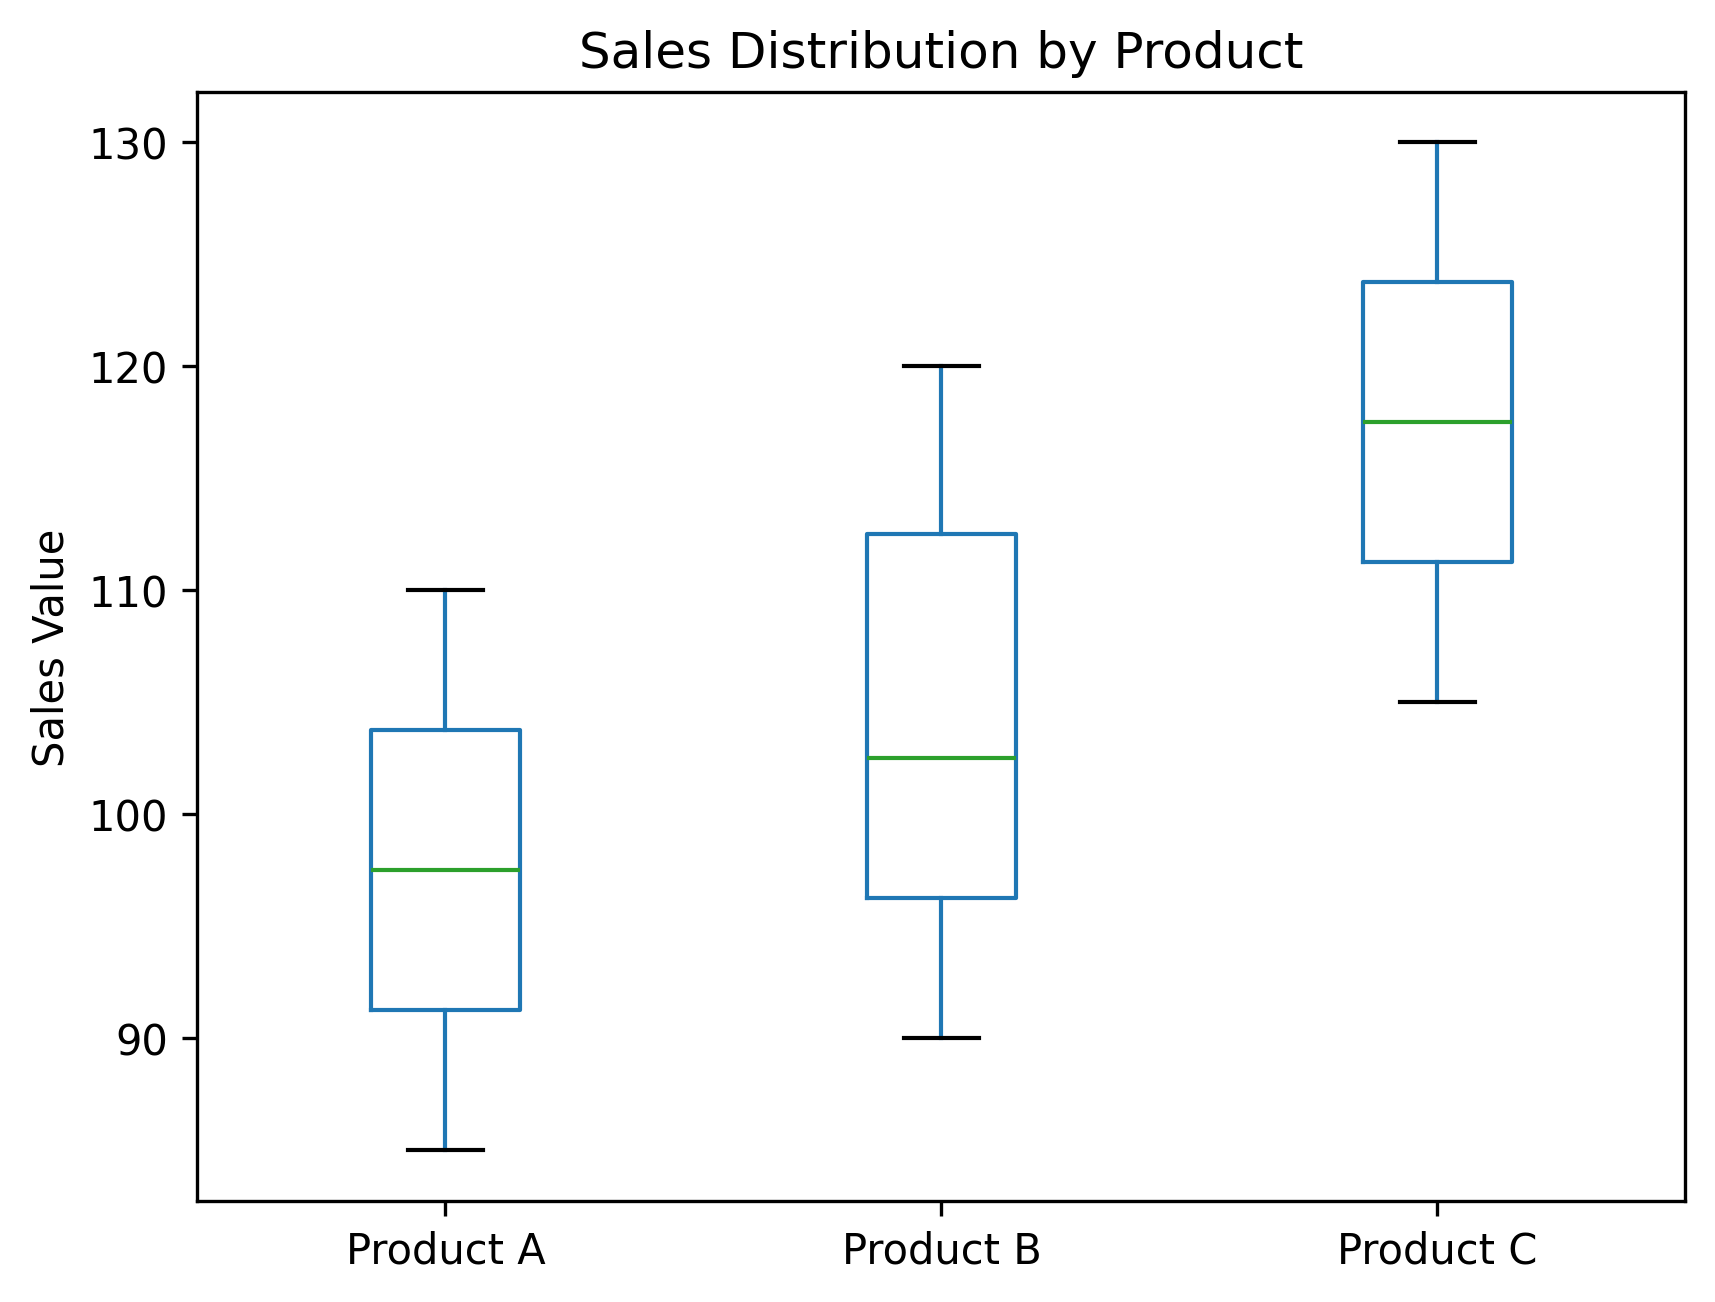 Sales Distribution by Product
Sales Value
130
120
110
100
90
Product A
Product B
Product C